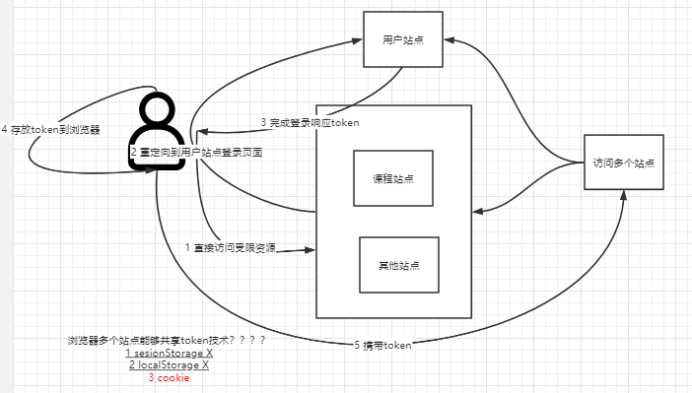 用户站点
3 完成登录响应token
4 存放token到浏览器
2 重定向到用户站点登录页面
访问多个站点
课程站点
1 直接访问受限资源
其他站点
5 携带token
浏览器多个站点能够共享token技术？？？？
1 sesionStorage X
2 localStorage X
3 cookie